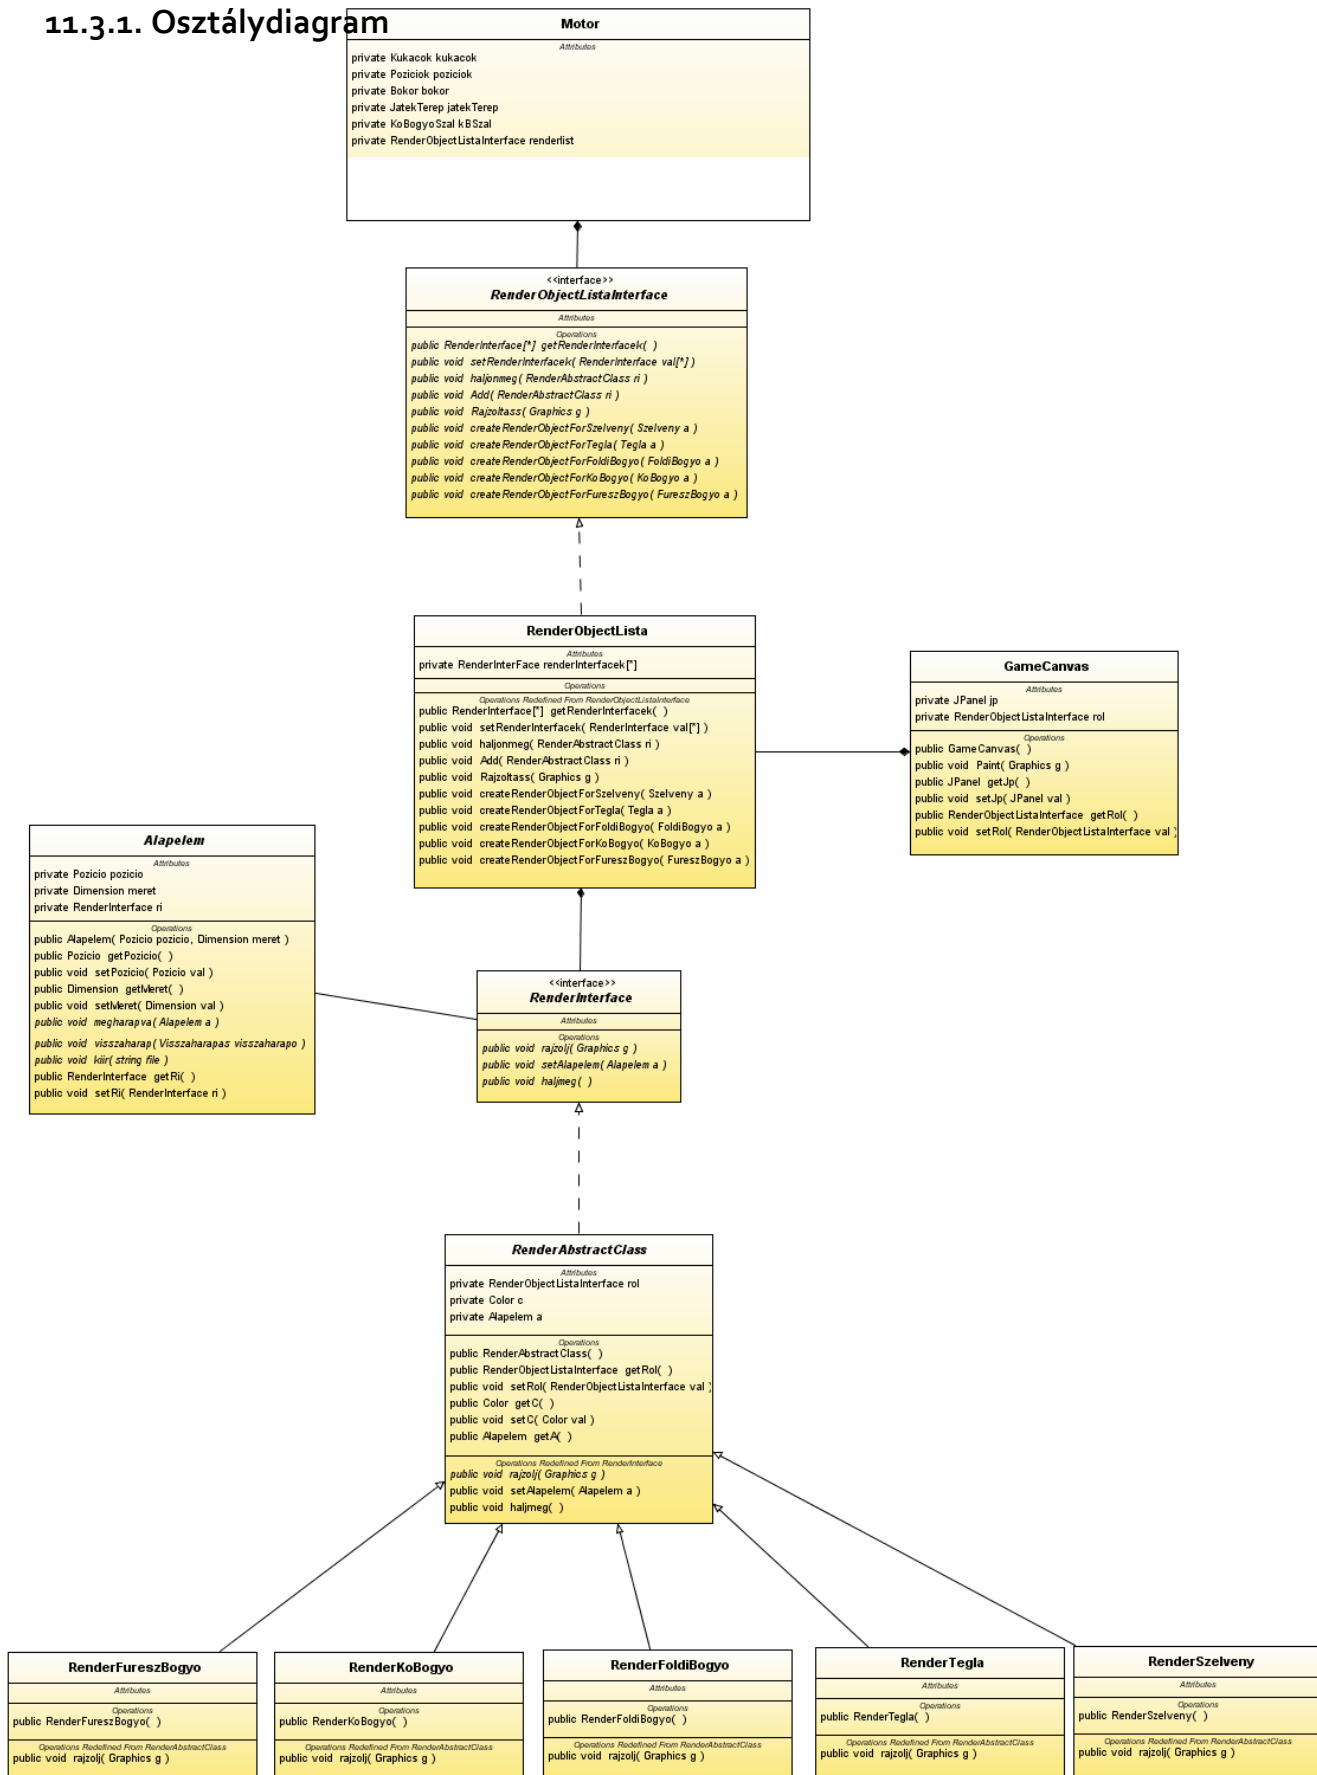 11.3.1. Osztálydiagram
Motor
Attributes
private Kukacok kukacok
private Poziciok poziciok
private Bokor bokor
private JatekTerep jatekTerep
private KoBogyoSzal kBSzal
private RenderObjectListaInterface renderlist
<<interface>>
RenderObjectListaInterface
Attributes
Operations
public RenderInterface[*] getRenderInterfacek( )
public void setRenderInterfacek( RenderInterface val[*] )
public void haljonmeg( RenderAbstractClass ri )
public void Add( RenderAbstractClass ri )
public void Rajzoltass( Graphics g )
public void createRenderObjectForSzelveny( Szelveny a )
public void createRenderObjectForTegla( Tegla a )
public void createRenderObjectForFoldiBogyo( FoldiBogyo a )
public void createRenderObjectForKoBogyo( KoBogyo a )
public void createRenderObjectForFureszBogyo( FureszBogyo a )
RenderObjectLista
Attributes
private RenderInterFace renderInterfacek[*]
Operations
Operations Redefined From RenderObjectListaInterface
public RenderInterface[*] getRenderInterfacek( )
public void setRenderInterfacek( RenderInterface val[*] )
public void haljonmeg( RenderAbstractClass ri )
public void Add( RenderAbstractClass ri )
public void Rajzoltass( Graphics g )
public void createRenderObjectForSzelveny( Szelveny a )
public void createRenderObjectForTegla( Tegla a )
public void createRenderObjectForFoldiBogyo( FoldiBogyo a )
public void createRenderObjectForKoBogyo( KoBogyo a )
public void createRenderObjectForFureszBogyo( FureszBogyo a )
GameCanvas
Attributes
private JPanel jp
private RenderObjectListaInterface rol
Operations
public GameCanvas( )
public void Paint( Graphics g )
public JPanel getJp( )
public void setJp( JPanel val )
public RenderObjectListaInterface getRol( )
public void setRol( RenderObjectListaInterface val )
Alapelem
Attributes
private Pozicio pozicio
private Dimension meret
private RenderInterface ri
Operations
public Alapelem( Pozicio pozicio, Dimension meret )
public Pozicio getPozicio( )
public void setPozicio( Pozicio val )
public Dimension getMeret( )
public void setMeret( Dimension val )
public void megharapva( Alapelem a )
public void visszaharap( Visszaharapas visszaharapo )
public void kiir( string file )
public RenderInterface getRi( )
public void setRi( RenderInterface ri )
<<interface>>
RenderInterface
Attributes
Operations
public void rajzolj( Graphics g )
public void setAlapelem( Alapelem a )
public void haljmeg( )
RenderAbstractClass
Attributes
private RenderObjectListaInterface rol
private Color c
private Alapelem a
Operations
public RenderAbstractClass( )
public RenderObjectListaInterface getRol( )
public void setRol( RenderObjectListaInterface val )
public Color getC( )
public void setC( Color val )
public Alapelem getA( )
Operations Redefined From RenderInterface
public void rajzolj( Graphics g )
public void setAlapelem( Alapelem a )
public void haljmeg( )
RenderFureszBogyo
Attributes
Operations
public RenderFureszBogyo( )
Operations Redefined From RenderAbstractClass
public void rajzolj( Graphics g )
RenderKoBogyo
Attributes
Operations
public RenderKoBogyo( )
Operations Redefined From RenderAbstractClass
public void rajzolj( Graphics g )
RenderFoldiBogyo
Attributes
Operations
public RenderFoldiBogyo( )
Operations Redefined From RenderAbstractClass
public void rajzolj( Graphics g )
RenderTegla
Attributes
Operations
public RenderTegla( )
Operations Redefined From RenderAbstractClass
public void rajzolj( Graphics g )
RenderSzelveny
Attributes
Operations
public RenderSzelveny( )
Operations Redefined From RenderAbstractClass
public void rajzolj( Graphics g )